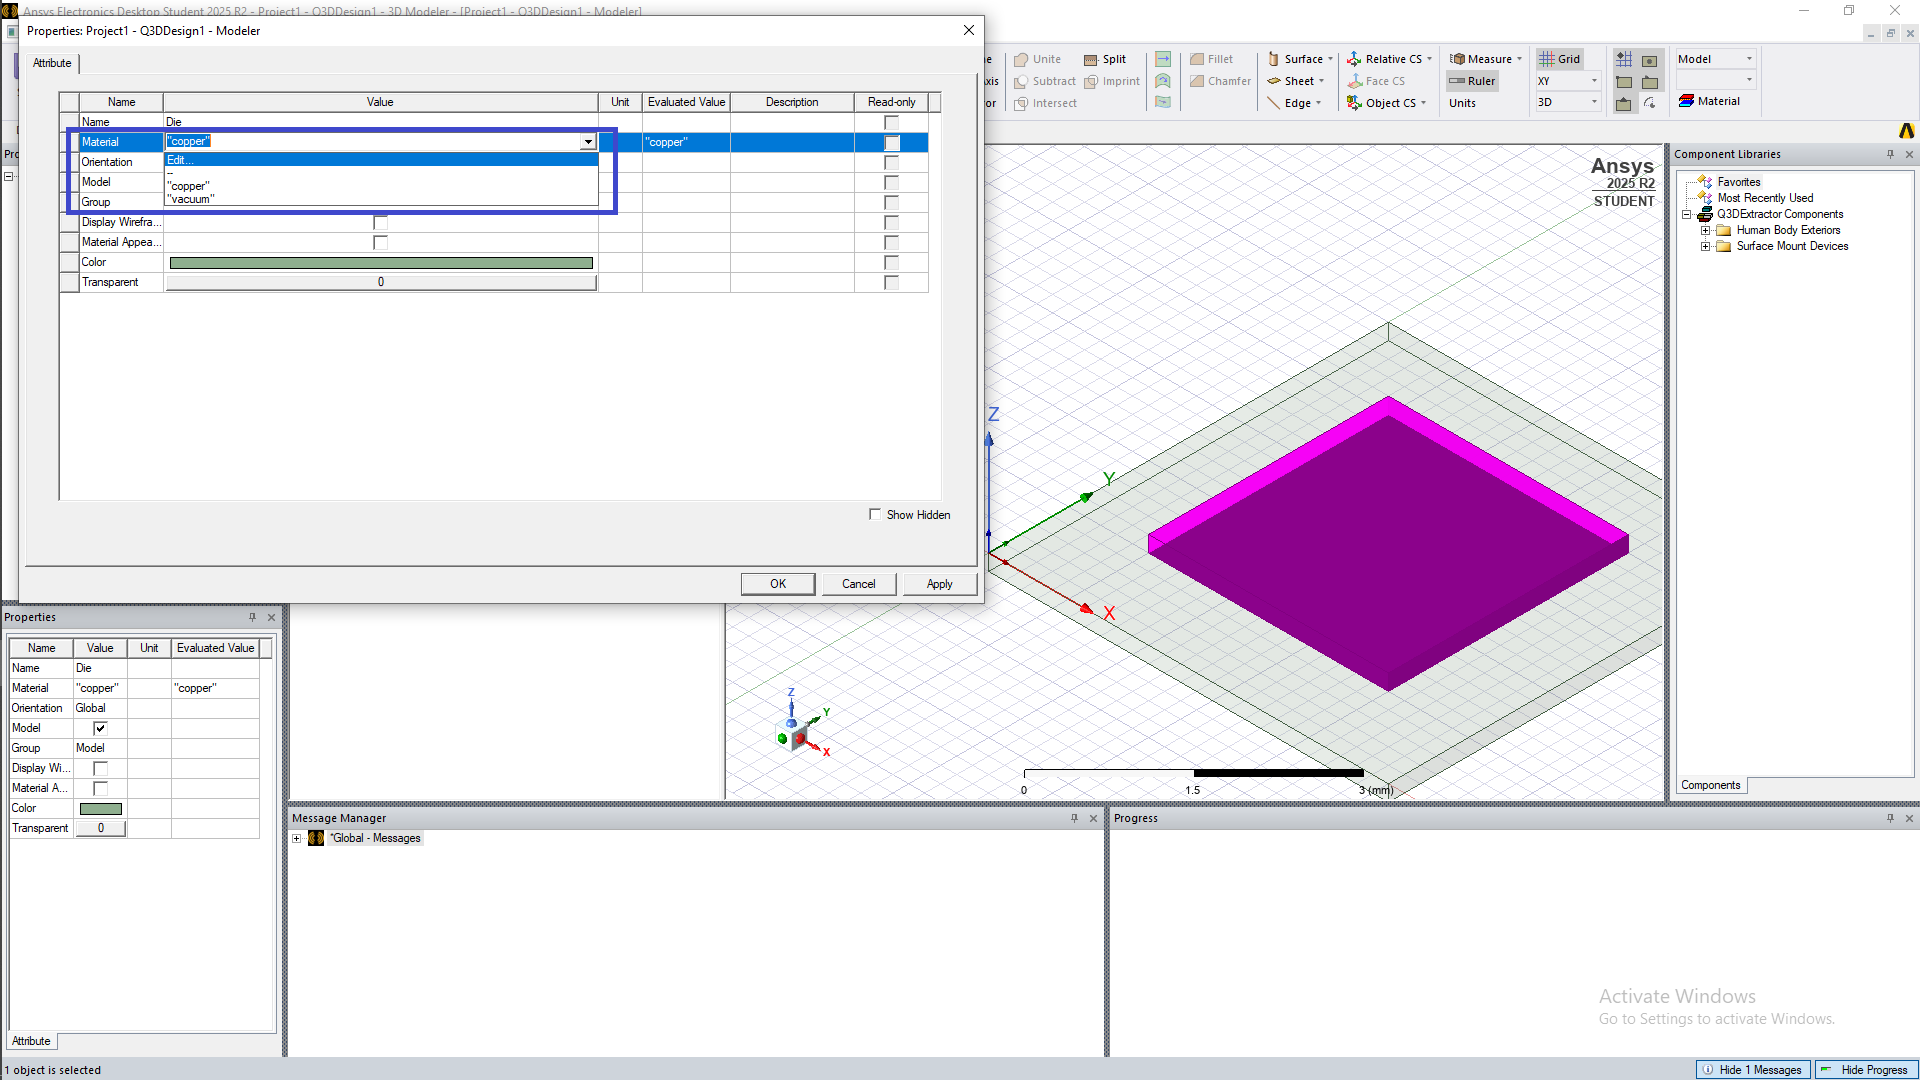 Ansys Electronics Desktop Student 2025 R2 - Project1 - Q3DDesign1 - 3D Modeler - [Project1 - Q3DDesign1 - Modeler]
Properties: Project1 - Q3DDesign1 - Modeler
Attribute
Name Value Unit Evaluated Value Description Read-only
Name Die
Material "copper" "copper"
Edit...
--
"copper"
"vacuum"
Orientation
Model
Group
Display Wirefra...
Material Appea...
Color
Transparent 0
Show Hidden
OK Cancel Apply
Unite Split
Subtract Imprint
Intersect
Fillet
Chamfer
Surface
Sheet
Edge
Relative CS
Face CS
Object CS
Measure
Ruler
Units
Grid
XY
3D
Model
Material
Ansys
2025 R2
STUDENT
Z
Y
X
Z
Y
X
0 1.5 3 (mm)
Component Libraries
Favorites
Most Recently Used
Q3DExtractor Components
Human Body Exteriors
Surface Mount Devices
Components
Properties
Name Value Unit Evaluated Value
Name Die
Material "copper" "copper"
Orientation Global
Model
Group Model
Display Wi...
Material A...
Color
Transparent 0
Attribute
Message Manager
*Global - Messages
Progress
Activate Windows
Go to Settings to activate Windows.
1 object is selected
Hide 1 Messages
Hide Progress